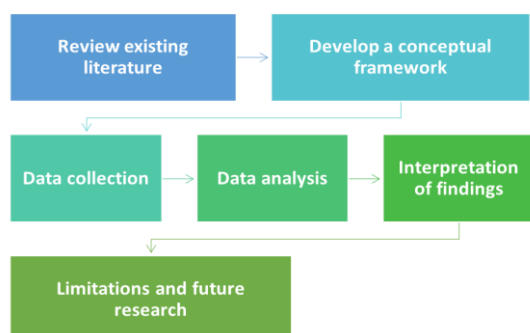 Review existing
literature
Develop a conceptual
framework
Data collection
Data analysis
Interpretation
of findings
Limitations and future
research